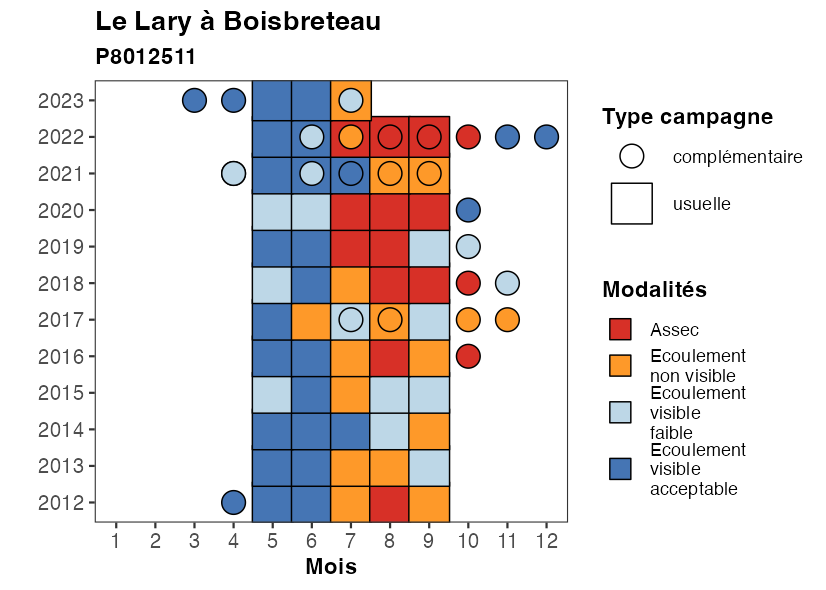 Le Lary à Boisbreteau
P8012511
2023
2022
2021
2020
2019
2018
2017
2016
2015
2014
2013
2012
1 2 3 4 5 6 7 8 9 10 11 12
Mois
Type campagne
complémentaire
usuelle
Modalités
Assec
Ecoulement
non visible
Ecoulement
visible
faible
Ecoulement
visible
acceptable